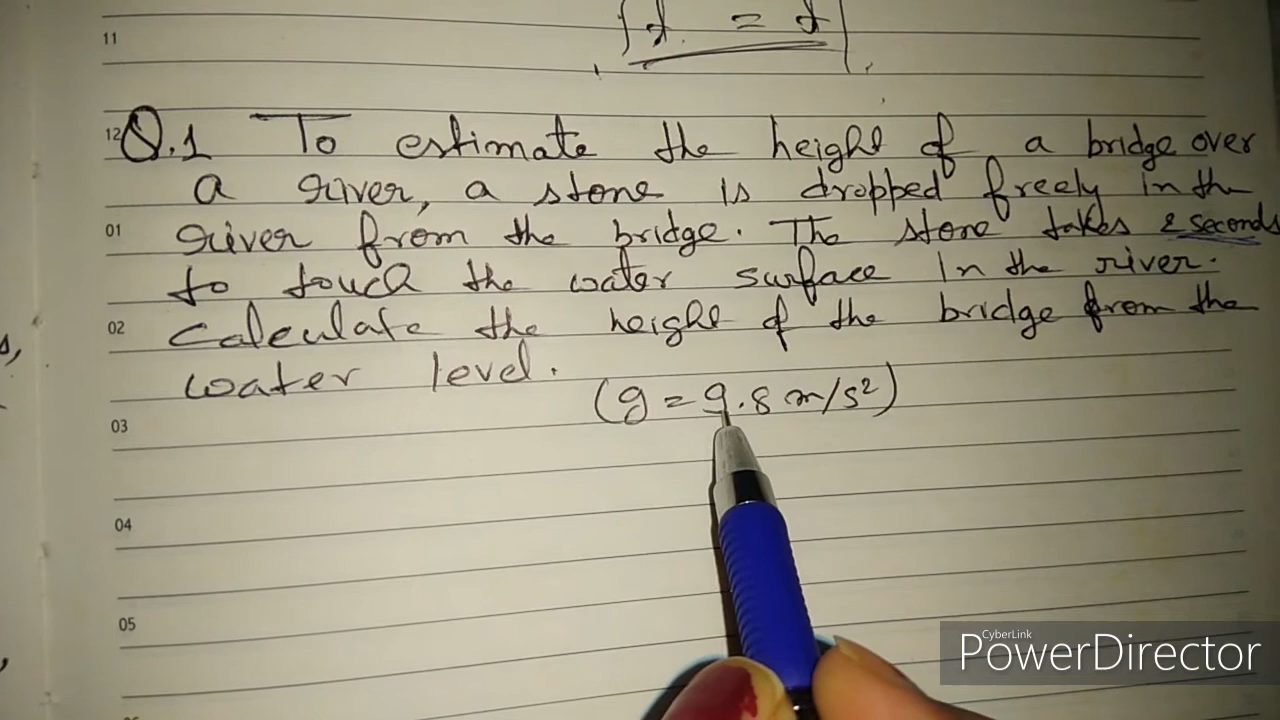 11
12 Q.1 To estimate the height of a bridge over
a river, a stone is dropped freely in the
01 river from the bridge. The stone takes 2 seconds
to touch the water surface in the river.
02 Calculate the height of the bridge from the
water level.
(g = 9.8 m/s²)
03
04
05
CyberLink
PowerDirector